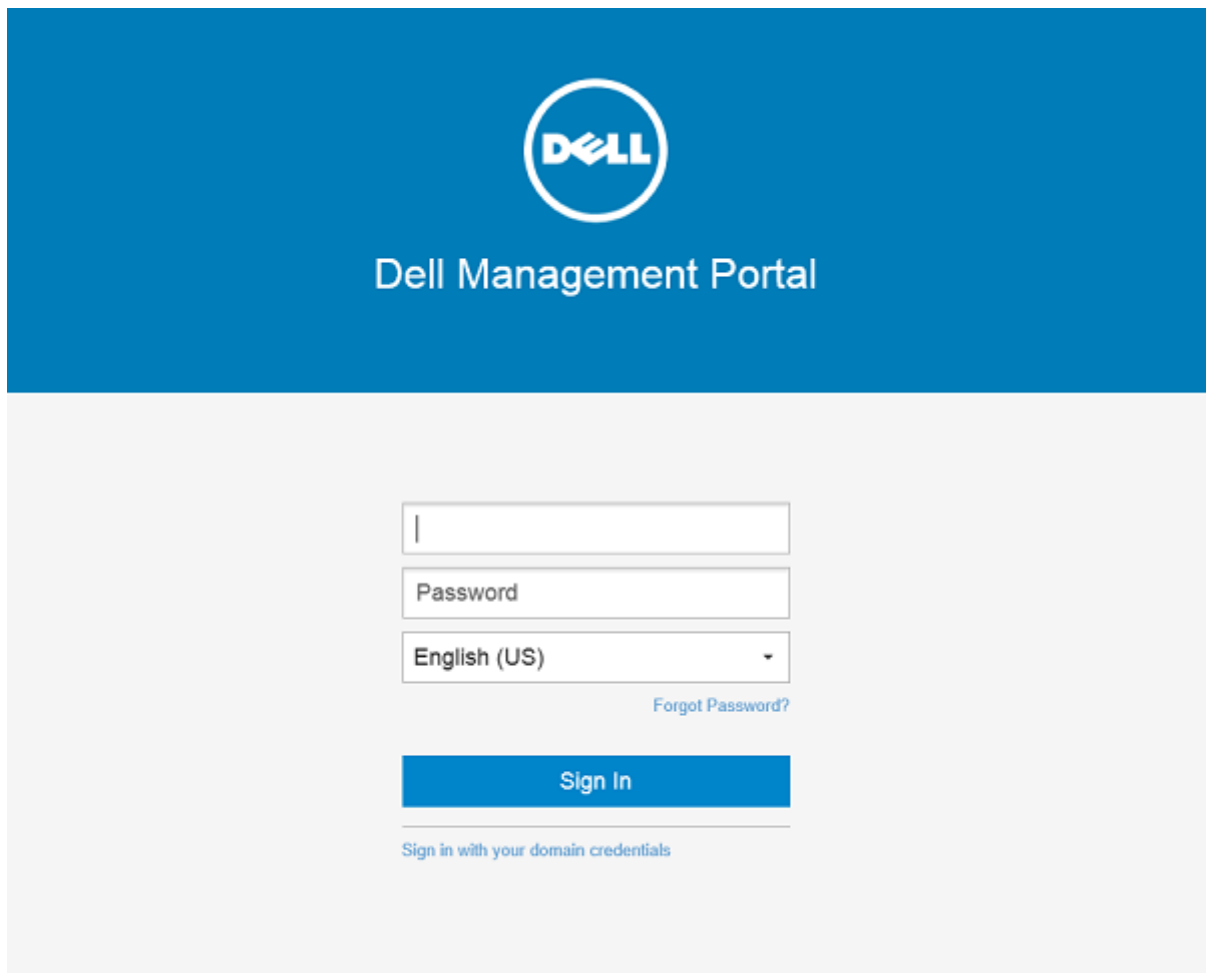 DELL
Dell Management Portal
Password
English (US)
Forgot Password?
Sign In
Sign in with your domain credentials